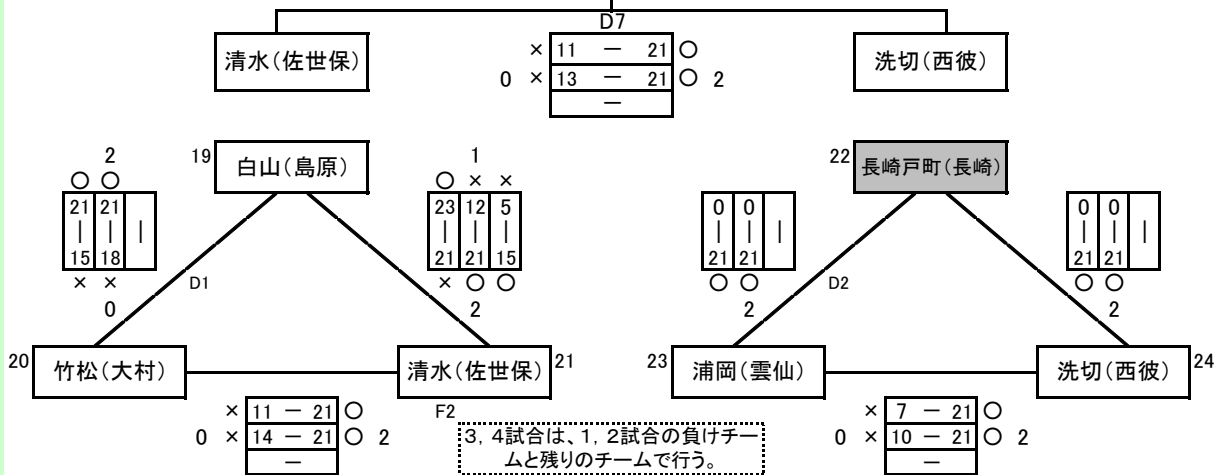 D7
清水(佐世保)
× 11 － 21 ○
0 × 13 － 21 ○ 2
－
洗切(西彼)
2
○ ○
21 21
｜ ｜ ｜
15 18
× ×
0
19 白山(島原)
1
○ × ×
23 12 5
｜ ｜ ｜
21 21 15
× ○ ○
2
D1
22 長崎戸町(長崎)
0 0
｜ ｜ ｜
21 21
○ ○
2
D2
0 0
｜ ｜ ｜
21 21
○ ○
2
20 竹松(大村)
清水(佐世保) 21
× 11 － 21 ○
0 × 14 － 21 ○ 2
－
F2
3，4試合は、1，2試合の負けチー
ムと残りのチームで行う。
23 浦岡(雲仙)
洗切(西彼) 24
× 7 － 21 ○
0 × 10 － 21 ○ 2
－